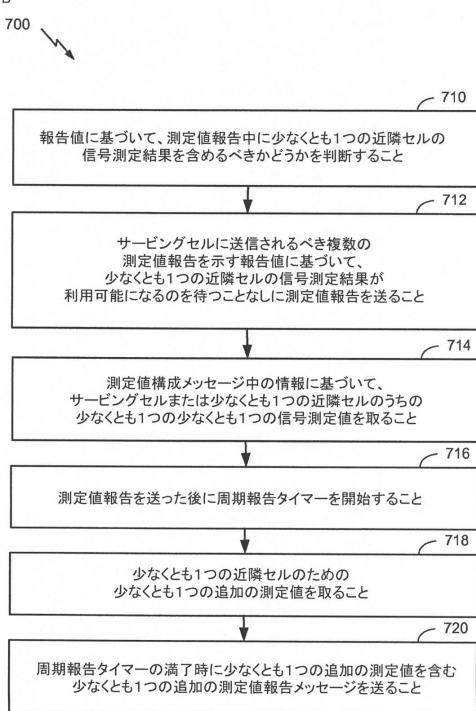 700
710
報告値に基づいて、測定値報告中に少なくとも1つの近隣セルの
信号測定結果を含めるべきかどうかを判断すること
712
サービングセルに送信されるべき複数の
測定値報告を示す報告値に基づいて、
少なくとも1つの近隣セルの信号測定結果が
利用可能になるのを待つことなしに測定値報告を送ること
714
測定値構成メッセージ中の情報に基づいて、
サービングセルまたは少なくとも1つの近隣セルのうちの
少なくとも1つの少なくとも1つの信号測定値を取ること
716
測定値報告を送った後に周期報告タイマーを開始すること
718
少なくとも1つの近隣セルのための
少なくとも1つの追加の測定値を取ること
720
周期報告タイマーの満了時に少なくとも1つの追加の測定値を含む
少なくとも1つの追加の測定値報告メッセージを送ること